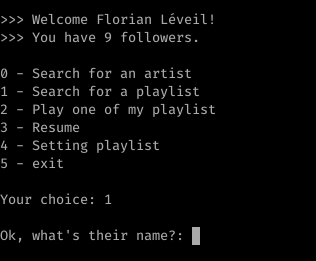 >>> Welcome Florian Léveil!
>>> You have 9 followers.
0 - Search for an artist
1 - Search for a playlist
2 - Play one of my playlist
3 - Resume
4 - Setting playlist
5 - exit
Your choice: 1
Ok, what's their name?: